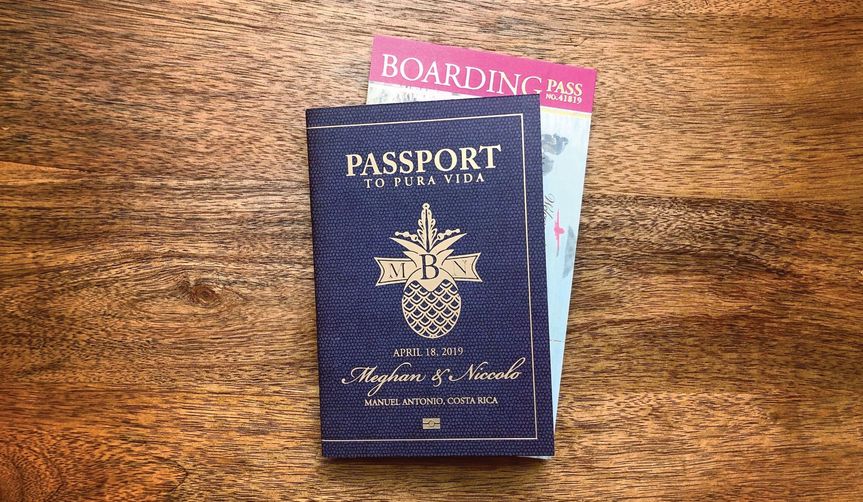 BOARDING PASS
NO.41819
PASSPORT
TO PURA VIDA
M B N
APRIL 18, 2019
Meghan & Niccolo
MANUEL ANTONIO, COSTA RICA